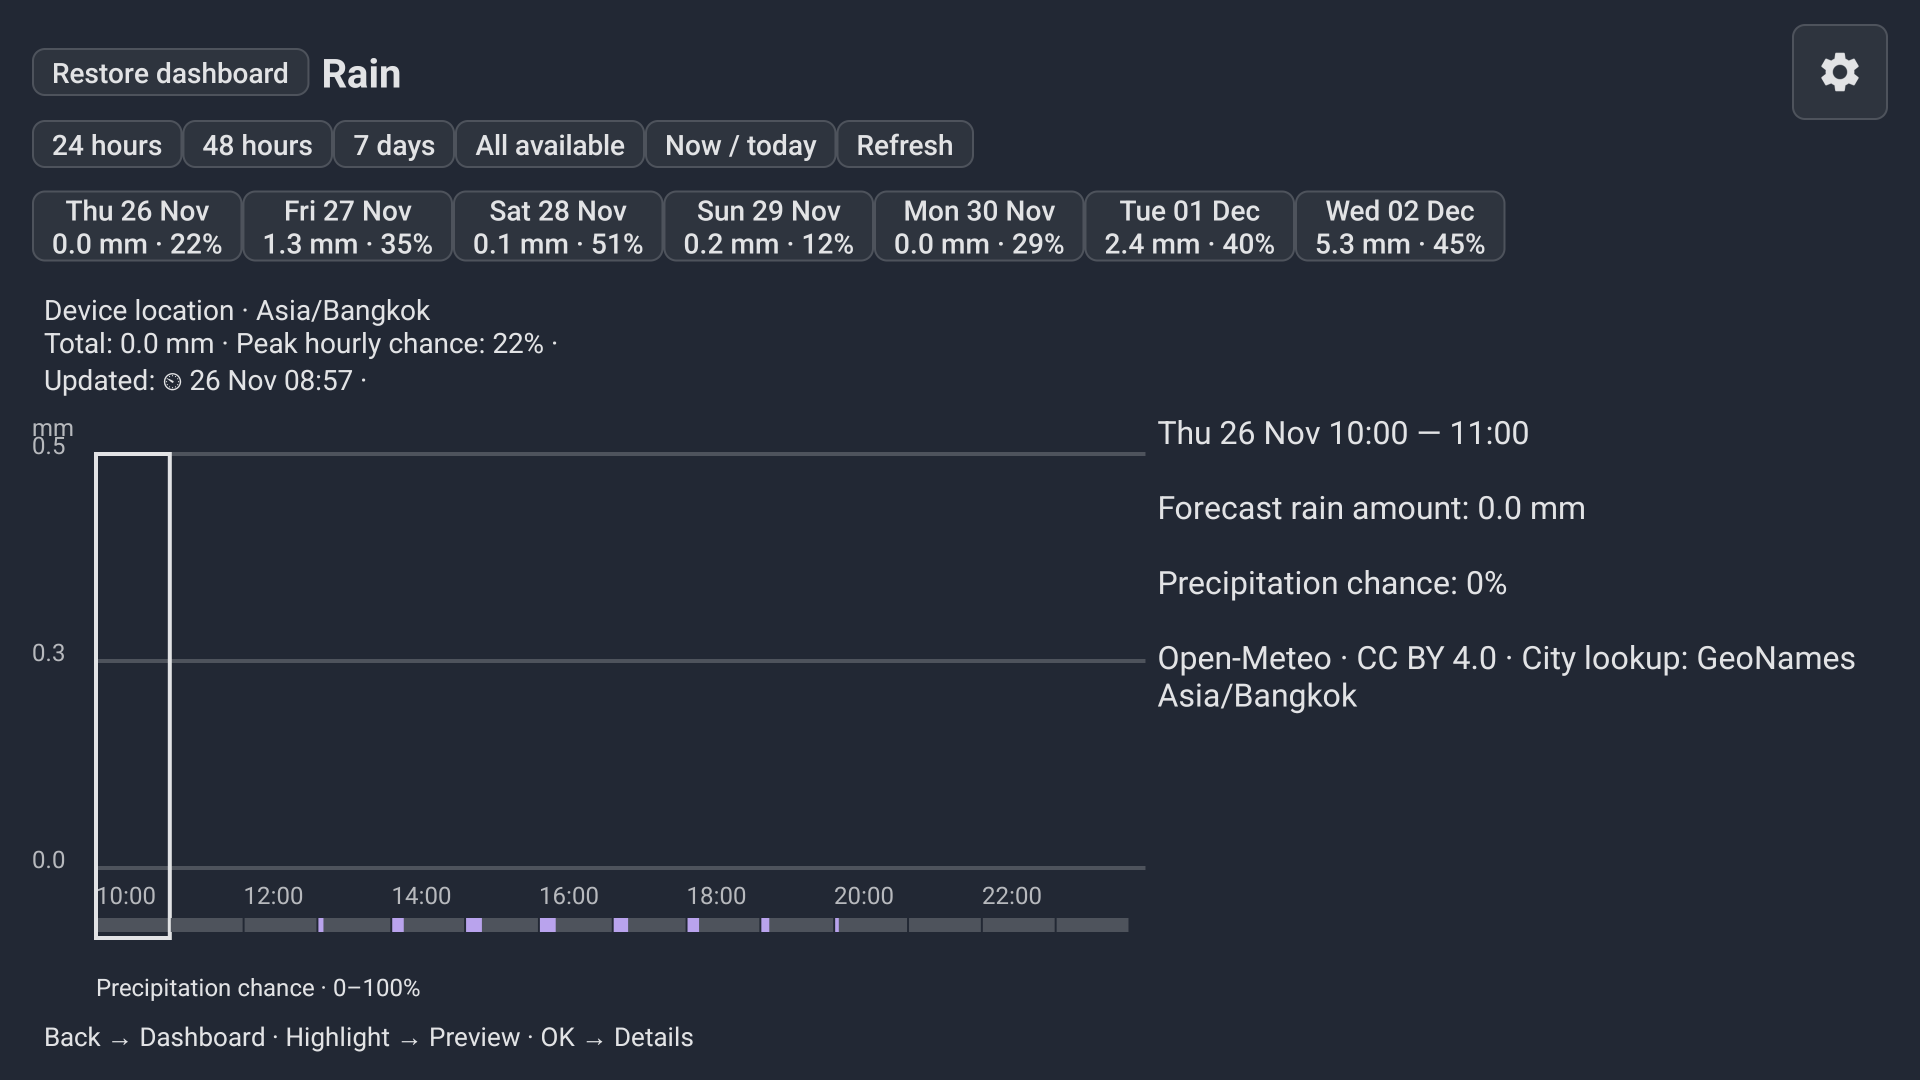 Restore dashboard Rain
24 hours 48 hours 7 days All available Now / today Refresh
Thu 26 Nov Fri 27 Nov Sat 28 Nov Sun 29 Nov Mon 30 Nov Tue 01 Dec Wed 02 Dec
0.0 mm · 22% 1.3 mm · 35% 0.1 mm · 51% 0.2 mm · 12% 0.0 mm · 29% 2.4 mm · 40% 5.3 mm · 45%
Device location · Asia/Bangkok
Total: 0.0 mm · Peak hourly chance: 22% ·
Updated: ⏲ 26 Nov 08:57 ·
mm
0.5
0.3
0.0
10:00 12:00 14:00 16:00 18:00 20:00 22:00
Precipitation chance · 0–100%
Thu 26 Nov 10:00 — 11:00
Forecast rain amount: 0.0 mm
Precipitation chance: 0%
Open-Meteo · CC BY 4.0 · City lookup: GeoNames
Asia/Bangkok
Back → Dashboard · Highlight → Preview · OK → Details